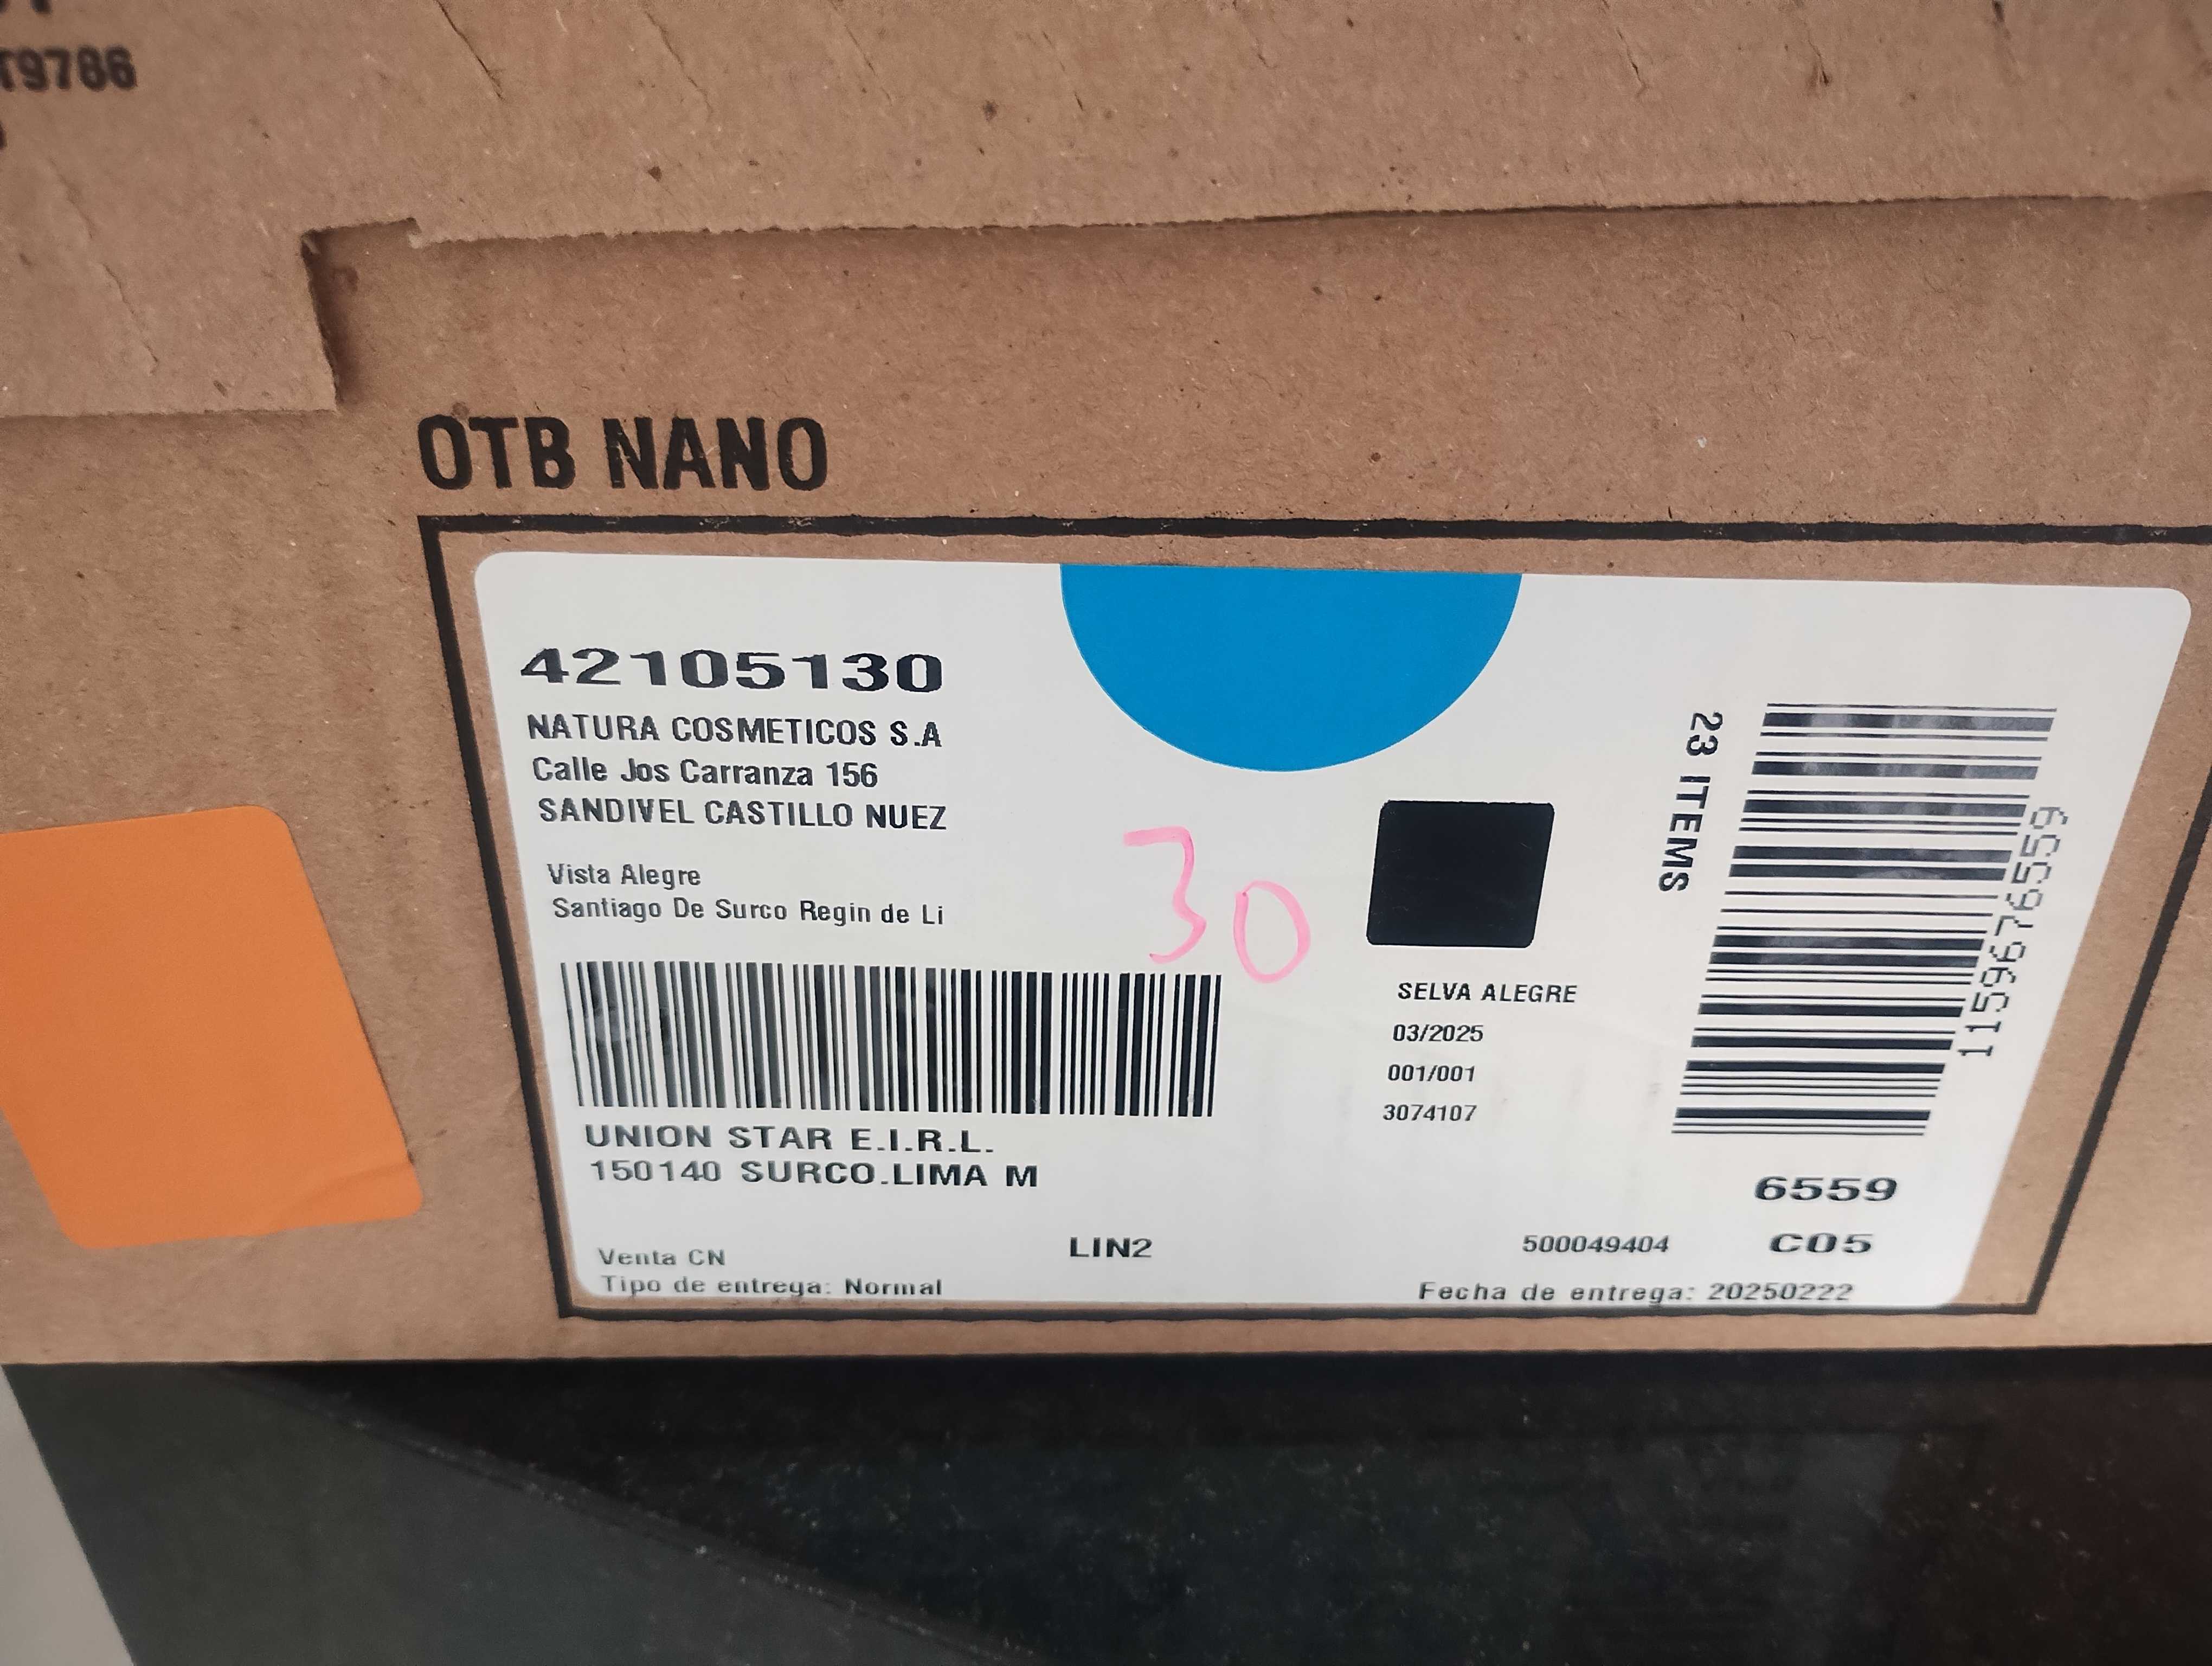 T9786
OTB NANO
42105130
NATURA COSMETICOS S.A
Calle Jos Carranza 156
SANDIVEL CASTILLO NUEZ
Vista Alegre
Santiago De Surco Regin de Li
30
UNION STAR E.I.R.L.
150140 SURCO.LIMA M
Venta CN
Tipo de entrega: Normal
LIN2
SELVA ALEGRE
03/2025
001/001
3074107
23 ITEMS
1159676559
6559
500049404
C05
Fecha de entrega: 20250222